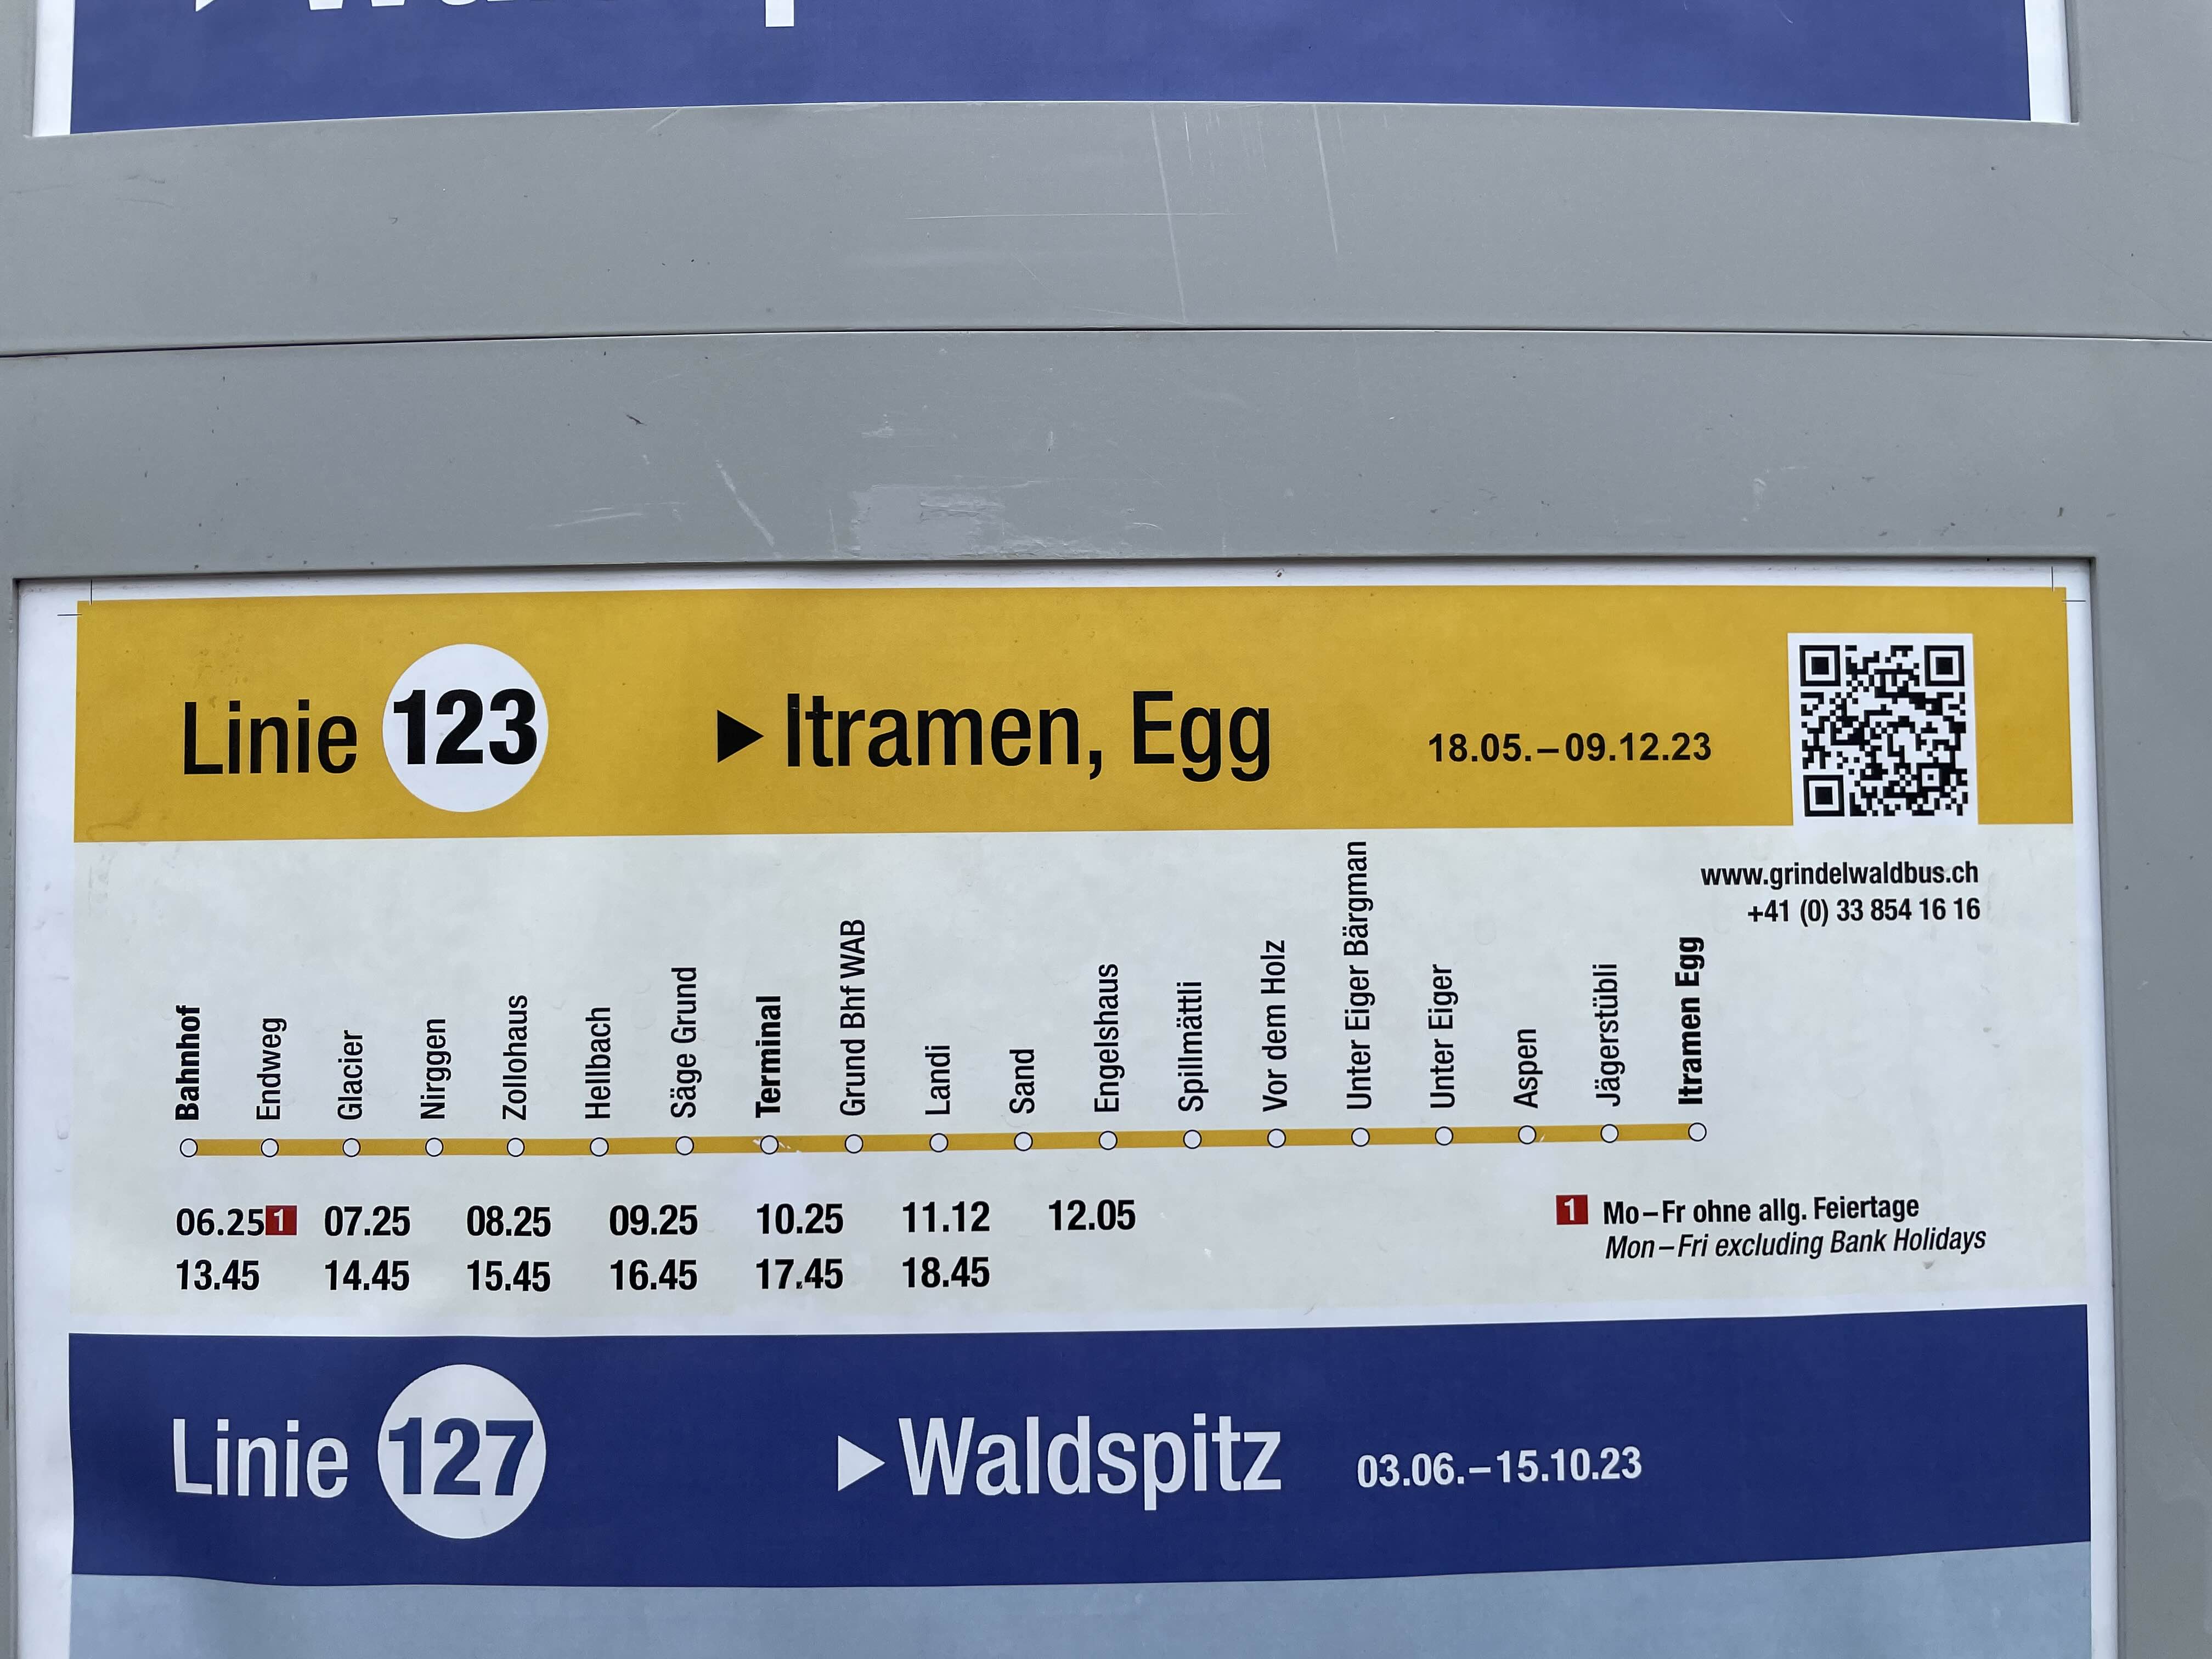 Linie 123 ▶ Itramen, Egg 18.05.–09.12.23
www.grindelwaldbus.ch
+41 (0) 33 854 16 16
Bahnhof
Endweg
Glacier
Nirggen
Zollohaus
Hellbach
Säge Grund
Terminal
Grund Bhf WAB
Landi
Sand
Engelshaus
Spillmättli
Vor dem Holz
Unter Eiger Bärgman
Unter Eiger
Aspen
Jägerstübli
Itramen Egg
06.25 1 07.25 08.25 09.25 10.25 11.12 12.05
13.45 14.45 15.45 16.45 17.45 18.45
1 Mo–Fr ohne allg. Feiertage
Mon–Fri excluding Bank Holidays
Linie 127 ▶ Waldspitz 03.06.–15.10.23